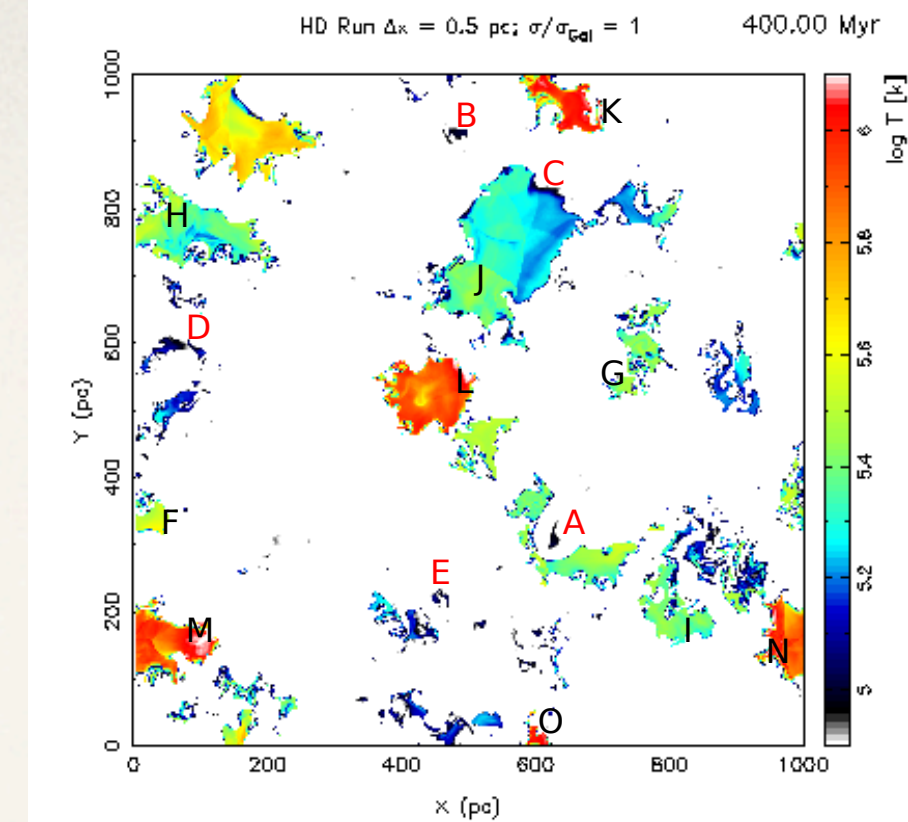 HD Run Δx = 0.5 pc; σ/σGal = 1
400.00 Myr
1000
800
600
400
200
0
Y (pc)
B
K
C
H
J
D
G
L
F
A
E
M
I
N
O
0
200
400
600
800
1000
X (pc)
log T [k]
6
5.8
5.6
5.4
5.2
5